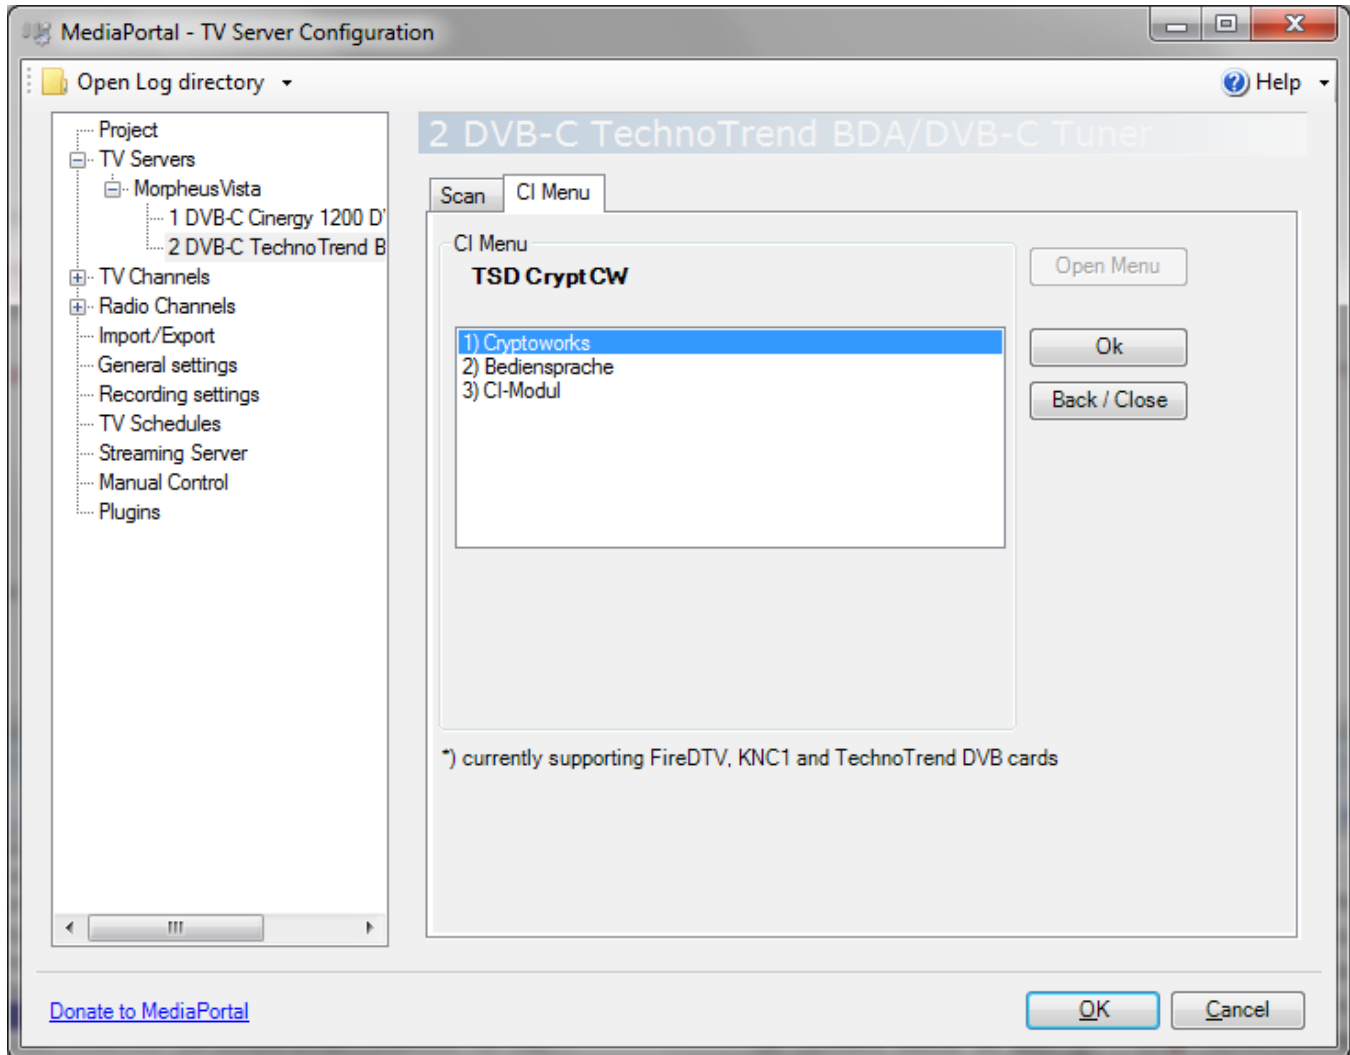 MediaPortal - TV Server Configuration
Open Log directory
Help
Project
TV Servers
MorpheusVista
1 DVB-C Cinergy 1200 D
2 DVB-C TechnoTrend B
TV Channels
Radio Channels
Import/Export
General settings
Recording settings
TV Schedules
Streaming Server
Manual Control
Plugins
2 DVB-C TechnoTrend BDA/DVB-C Tuner
Scan
CI Menu
CI Menu
TSD Crypt CW
1) Cryptoworks
2) Bediensprache
3) CI-Modul
Open Menu
Ok
Back / Close
*) currently supporting FireDTV, KNC1 and TechnoTrend DVB cards
Donate to MediaPortal
OK
Cancel